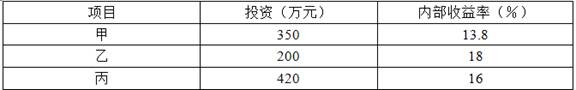 项目 投资（万元） 内部收益率（%）
甲 350 13.8
乙 200 18
丙 420 16